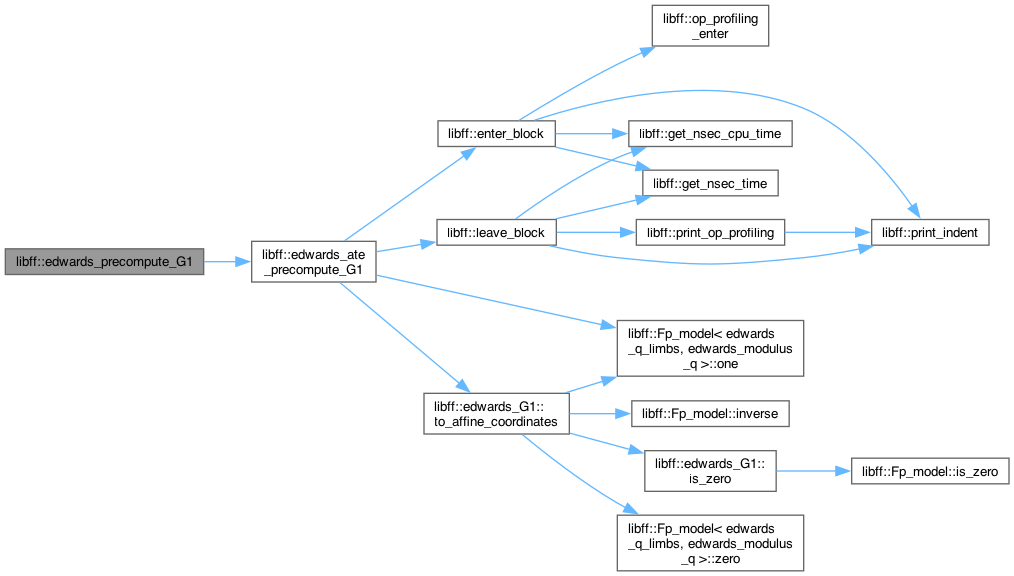 libff::op_profiling
_enter
libff::enter_block
libff::get_nsec_cpu_time
libff::get_nsec_time
libff::leave_block
libff::print_op_profiling
libff::print_indent
libff::edwards_precompute_G1
libff::edwards_ate
_precompute_G1
libff::Fp_model< edwards
_q_limbs, edwards_modulus
_q >::one
libff::edwards_G1::
to_affine_coordinates
libff::Fp_model::inverse
libff::edwards_G1::
is_zero
libff::Fp_model::is_zero
libff::Fp_model< edwards
_q_limbs, edwards_modulus
_q >::zero